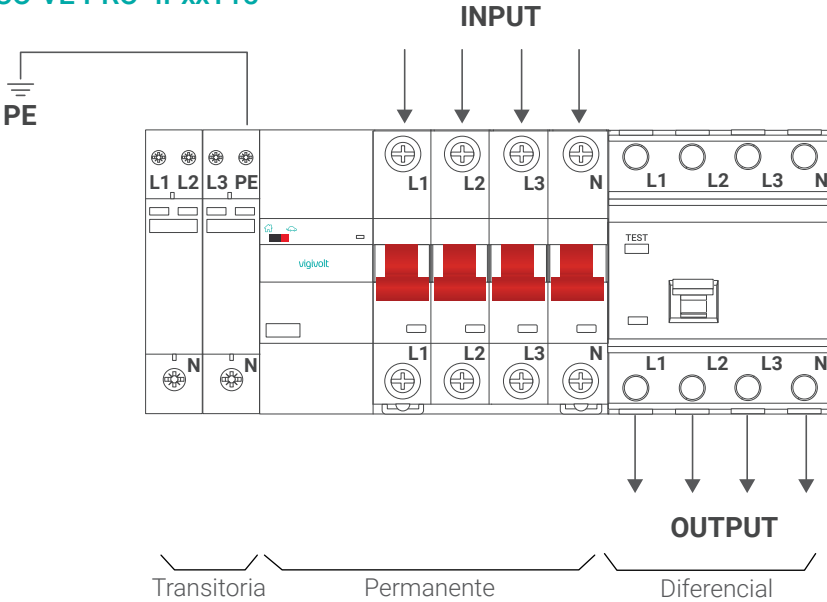 INPUT
PE
L1 L2 L3 PE
L1 L2 L3 N
L1 L2 L3 N
TEST
vigivolt
N N
L1 L2 L3 N
L1 L2 L3 N
OUTPUT
Transitoria Permanente Diferencial